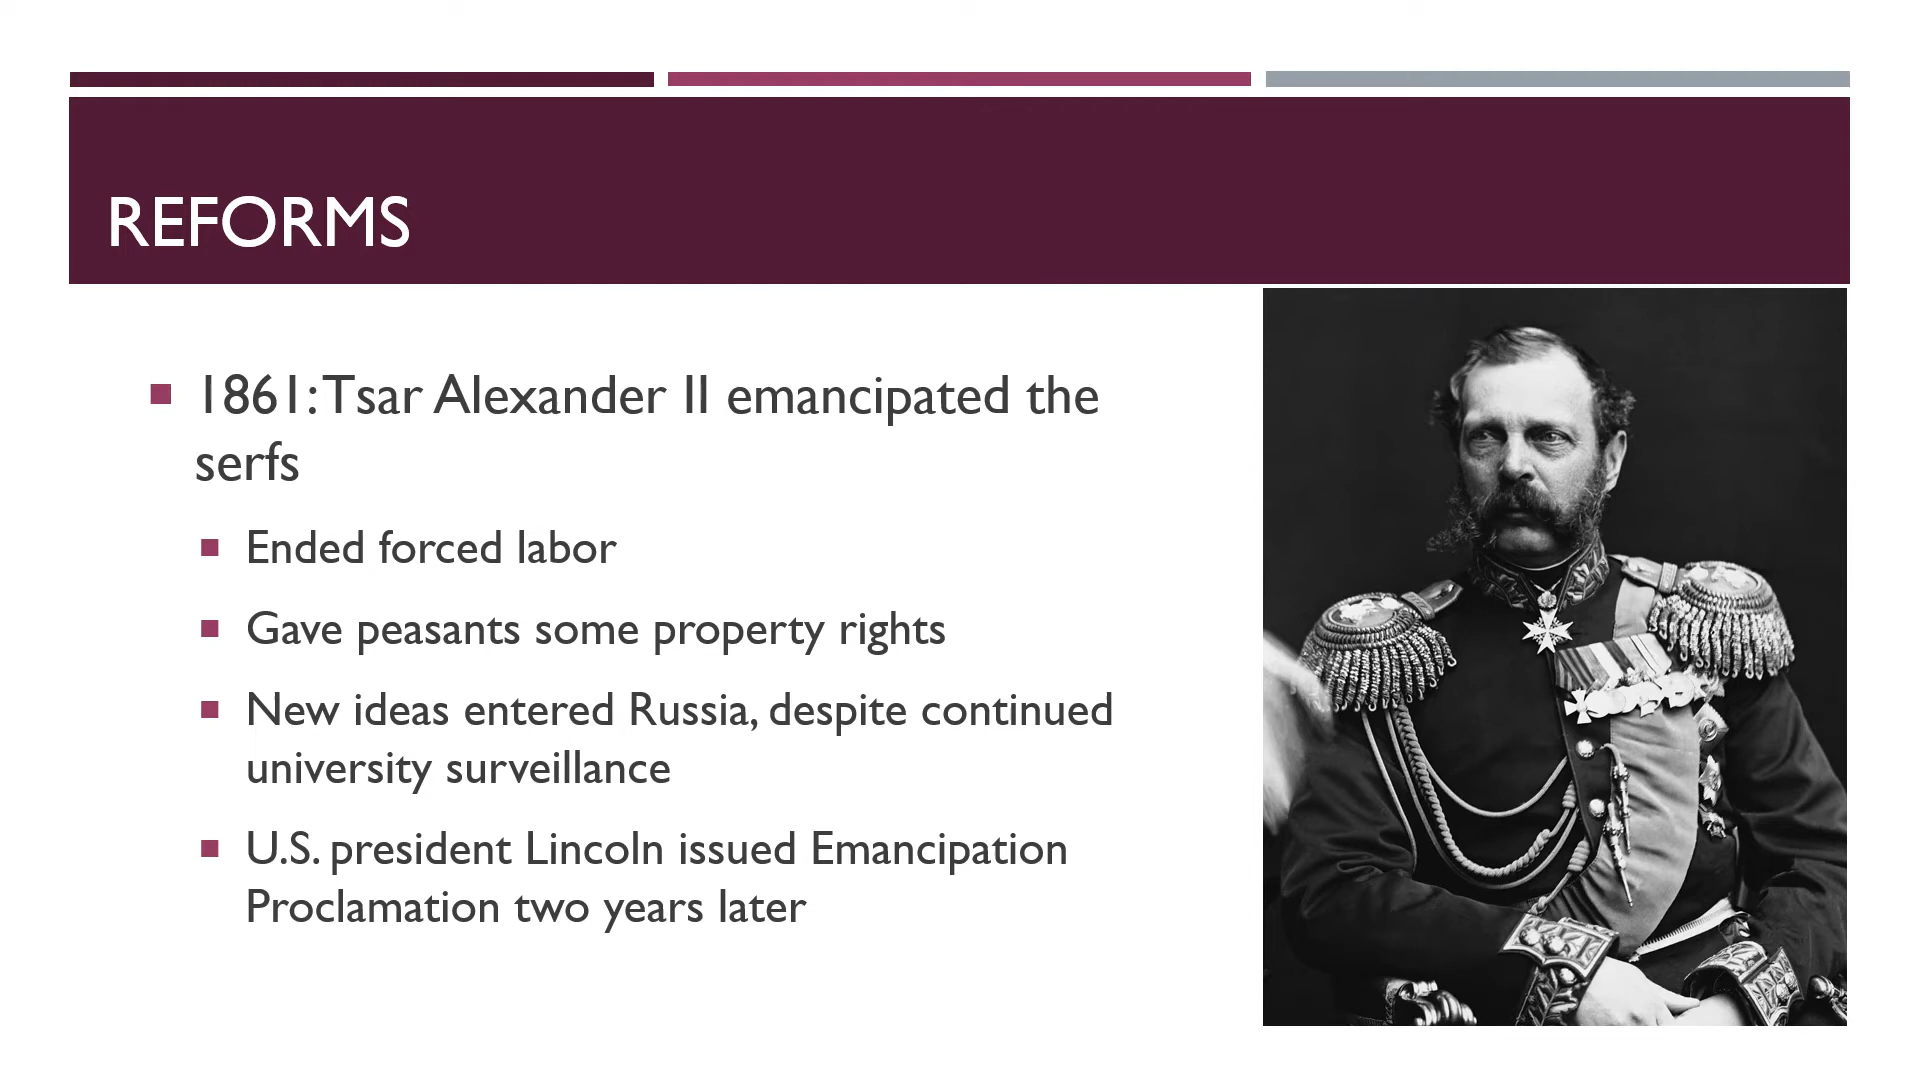 REFORMS
1861: Tsar Alexander II emancipated the
serfs
Ended forced labor
Gave peasants some property rights
New ideas entered Russia, despite continued
university surveillance
U.S. president Lincoln issued Emancipation
Proclamation two years later